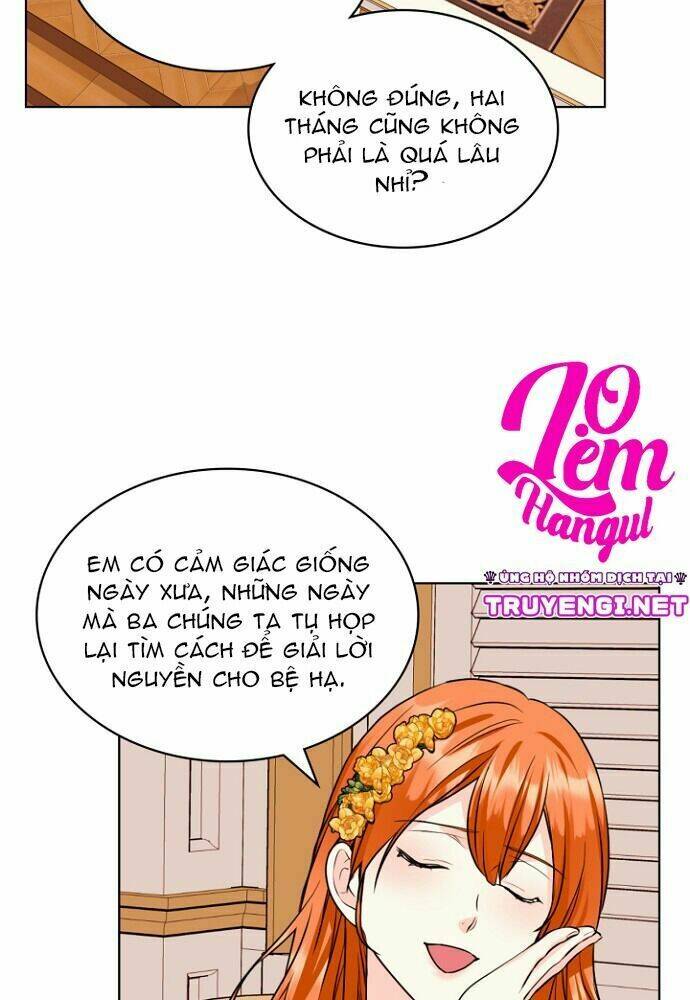 KHÔNG ĐÚNG, HAI
THÁNG CŨNG KHÔNG
PHẢI LÀ QUÁ LÂU
NHỈ?
LỌ
LEM
Hangul
ỦNG HỘ NHÓM DỊCH TẠI
TRUYENGI.NET
EM CÓ CẢM GIÁC GIỐNG
NGÀY XƯA, NHỮNG NGÀY
MÀ BA CHÚNG TA TỤ HỌP
LẠI TÌM CÁCH ĐỂ GIẢI LỜI
NGUYỀN CHO BỆ HẠ.